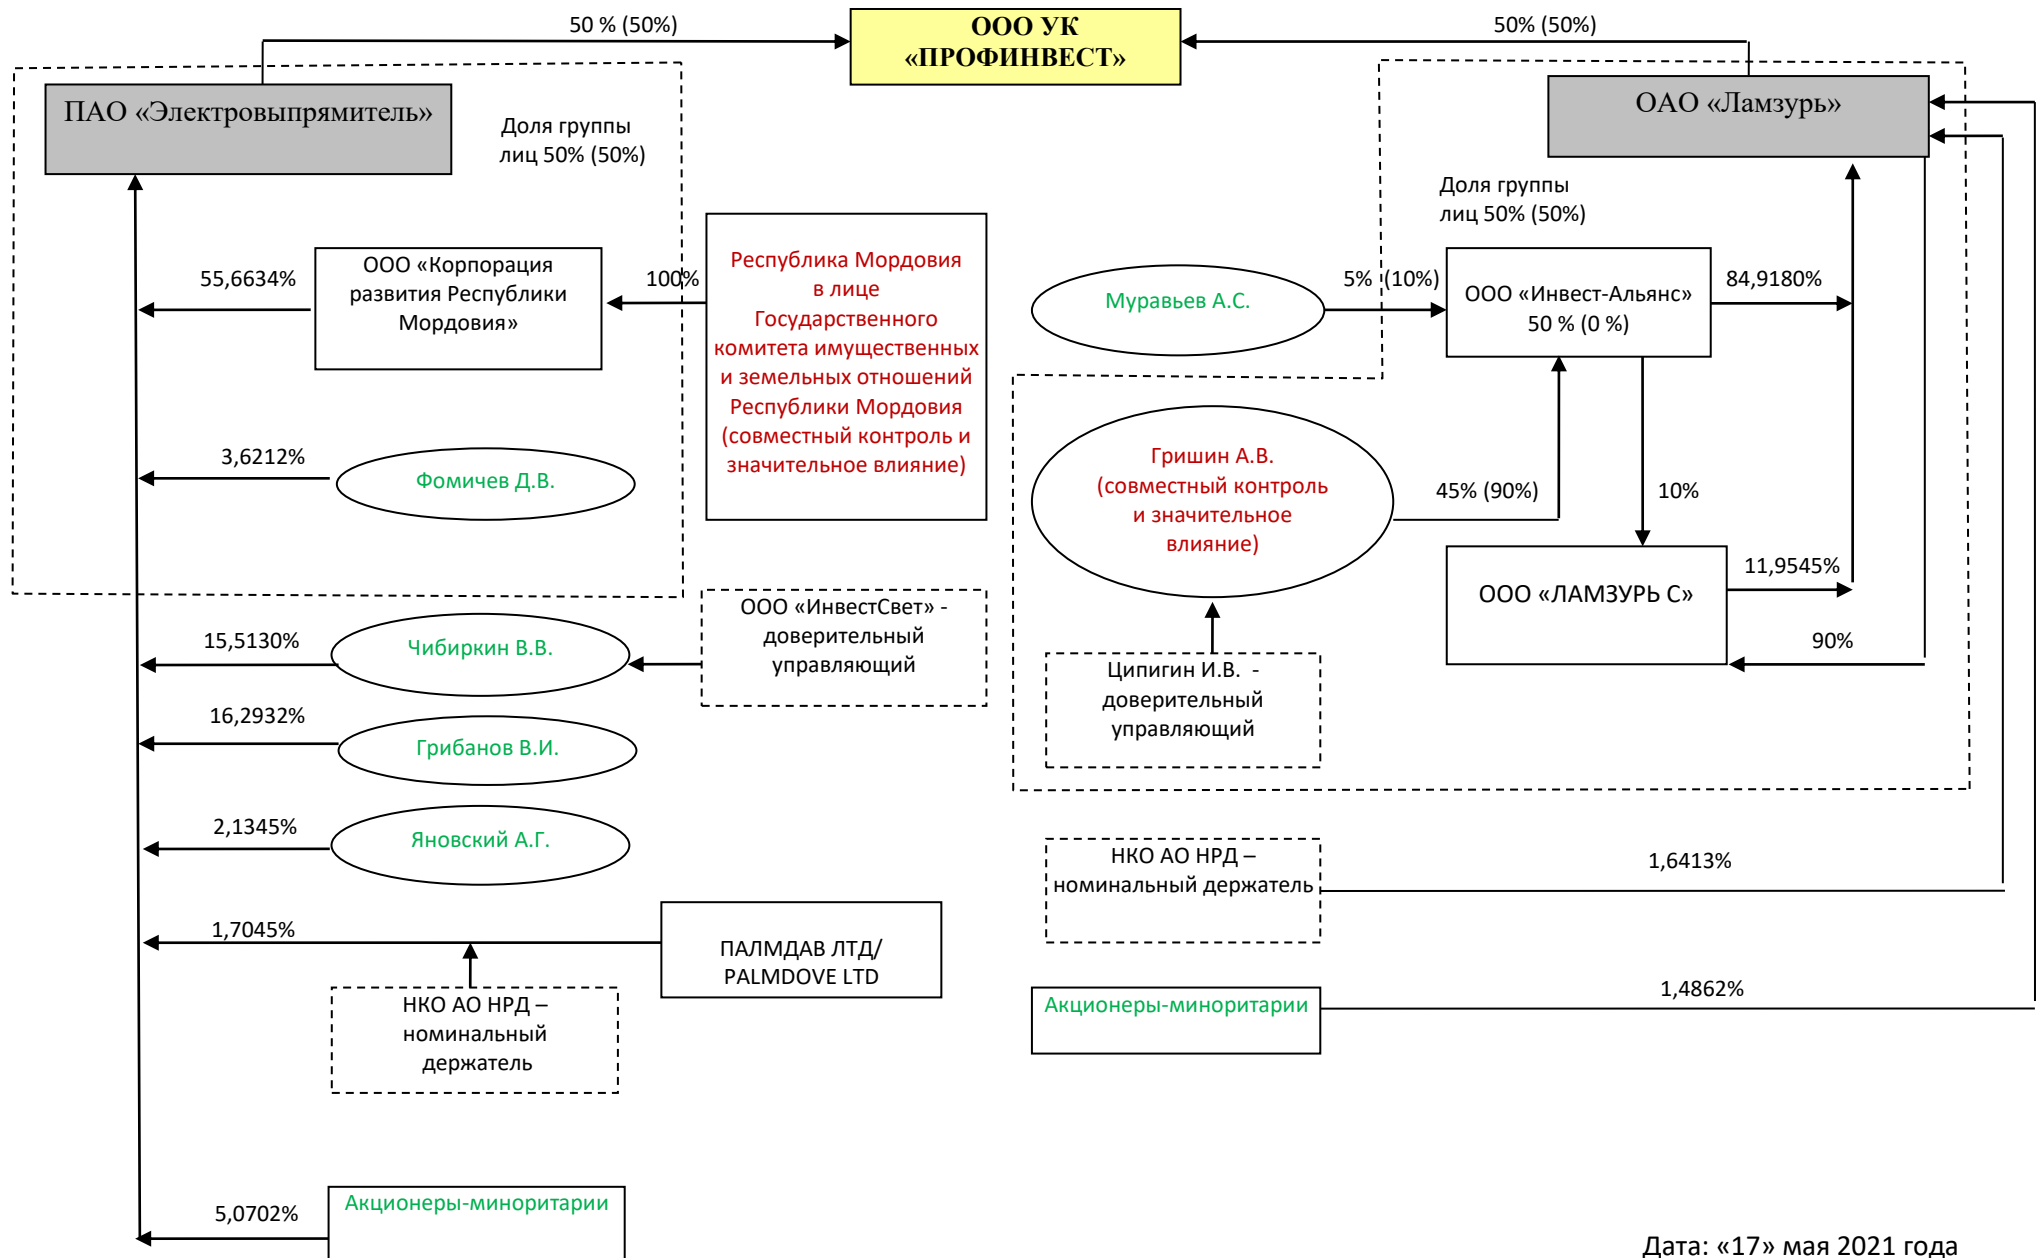 50 % (50%)
ООО УК
«ПРОФИНВЕСТ»
50% (50%)
ПАО «Электровыпрямитель»
Доля группы
лиц 50% (50%)
ОАО «Ламзурь»
Доля группы
лиц 50% (50%)
55,6634%
ООО «Корпорация
развития Республики
Мордовия»
100%
Республика Мордовия
в лице
Государственного
комитета имущественных
и земельных отношений
Республики Мордовия
(совместный контроль и
значительное влияние)
Муравьев А.С.
5% (10%)
ООО «Инвест-Альянс»
50 % (0 %)
84,9180%
3,6212%
Фомичев Д.В.
Гришин А.В.
(совместный контроль
и значительное
влияние)
45% (90%)
10%
ООО «ЛАМЗУРЬ С»
11,9545%
90%
15,5130%
Чибиркин В.В.
ООО «ИнвестСвет» -
доверительный
управляющий
Ципигин И.В. -
доверительный
управляющий
16,2932%
Грибанов В.И.
2,1345%
Яновский А.Г.
НКО АО НРД –
номинальный держатель
1,6413%
1,7045%
ПАЛМДАВ ЛТД/
PALMDOVE LTD
НКО АО НРД –
номинальный
держатель
Акционеры-миноритарии
1,4862%
5,0702%
Акционеры-миноритарии
Дата: «17» мая 2021 года